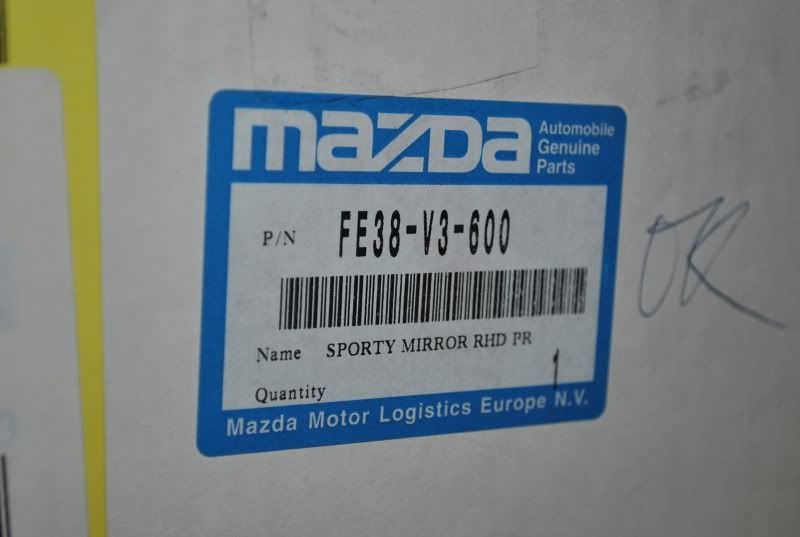 mazda
Automobile
Genuine
Parts
P/N FE38-V3-600
Name SPORTY MIRROR RHD PR
Quantity 1
Mazda Motor Logistics Europe N.V.
OK